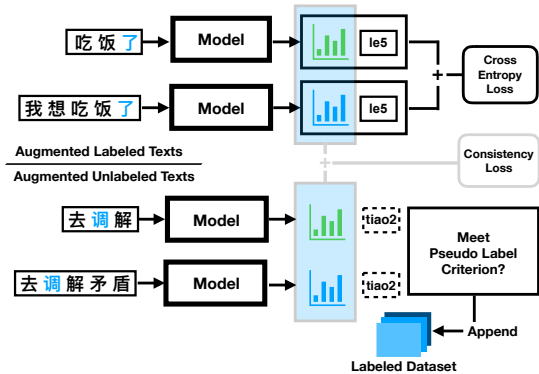 吃饭了
Model
le5
Cross
Entropy
Loss
+
我想吃饭了
Model
le5
Augmented Labeled Texts
Augmented Unlabeled Texts
+
Consistency
Loss
去调解
Model
tiao2
Meet
Pseudo Label
Criterion?
去调解矛盾
Model
tiao2
Append
Labeled Dataset